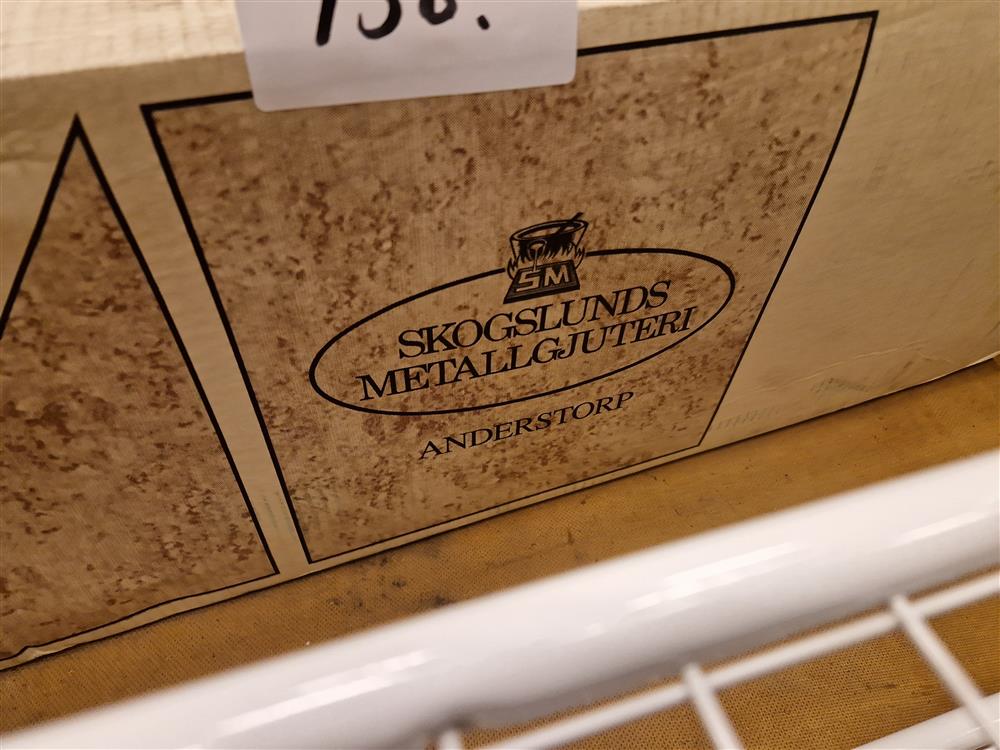 SM
SKOGSLUNDS
METALLGJUTERI
ANDERSTORP